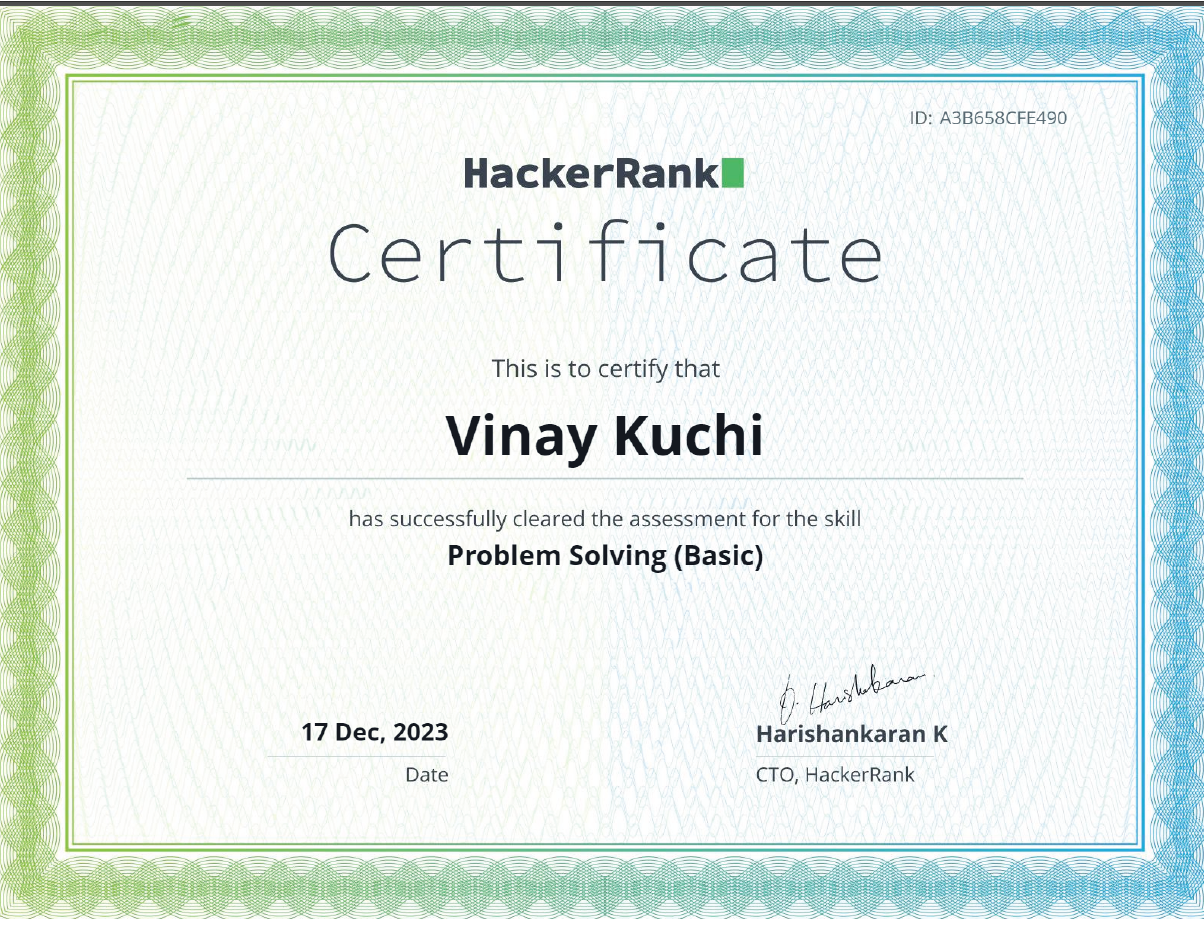 ID: A3B658CFE490
HackerRank
Certificate
This is to certify that
Vinay Kuchi
has successfully cleared the assessment for the skill
Problem Solving (Basic)
17 Dec, 2023
Date
Harishankaran K
CTO, HackerRank